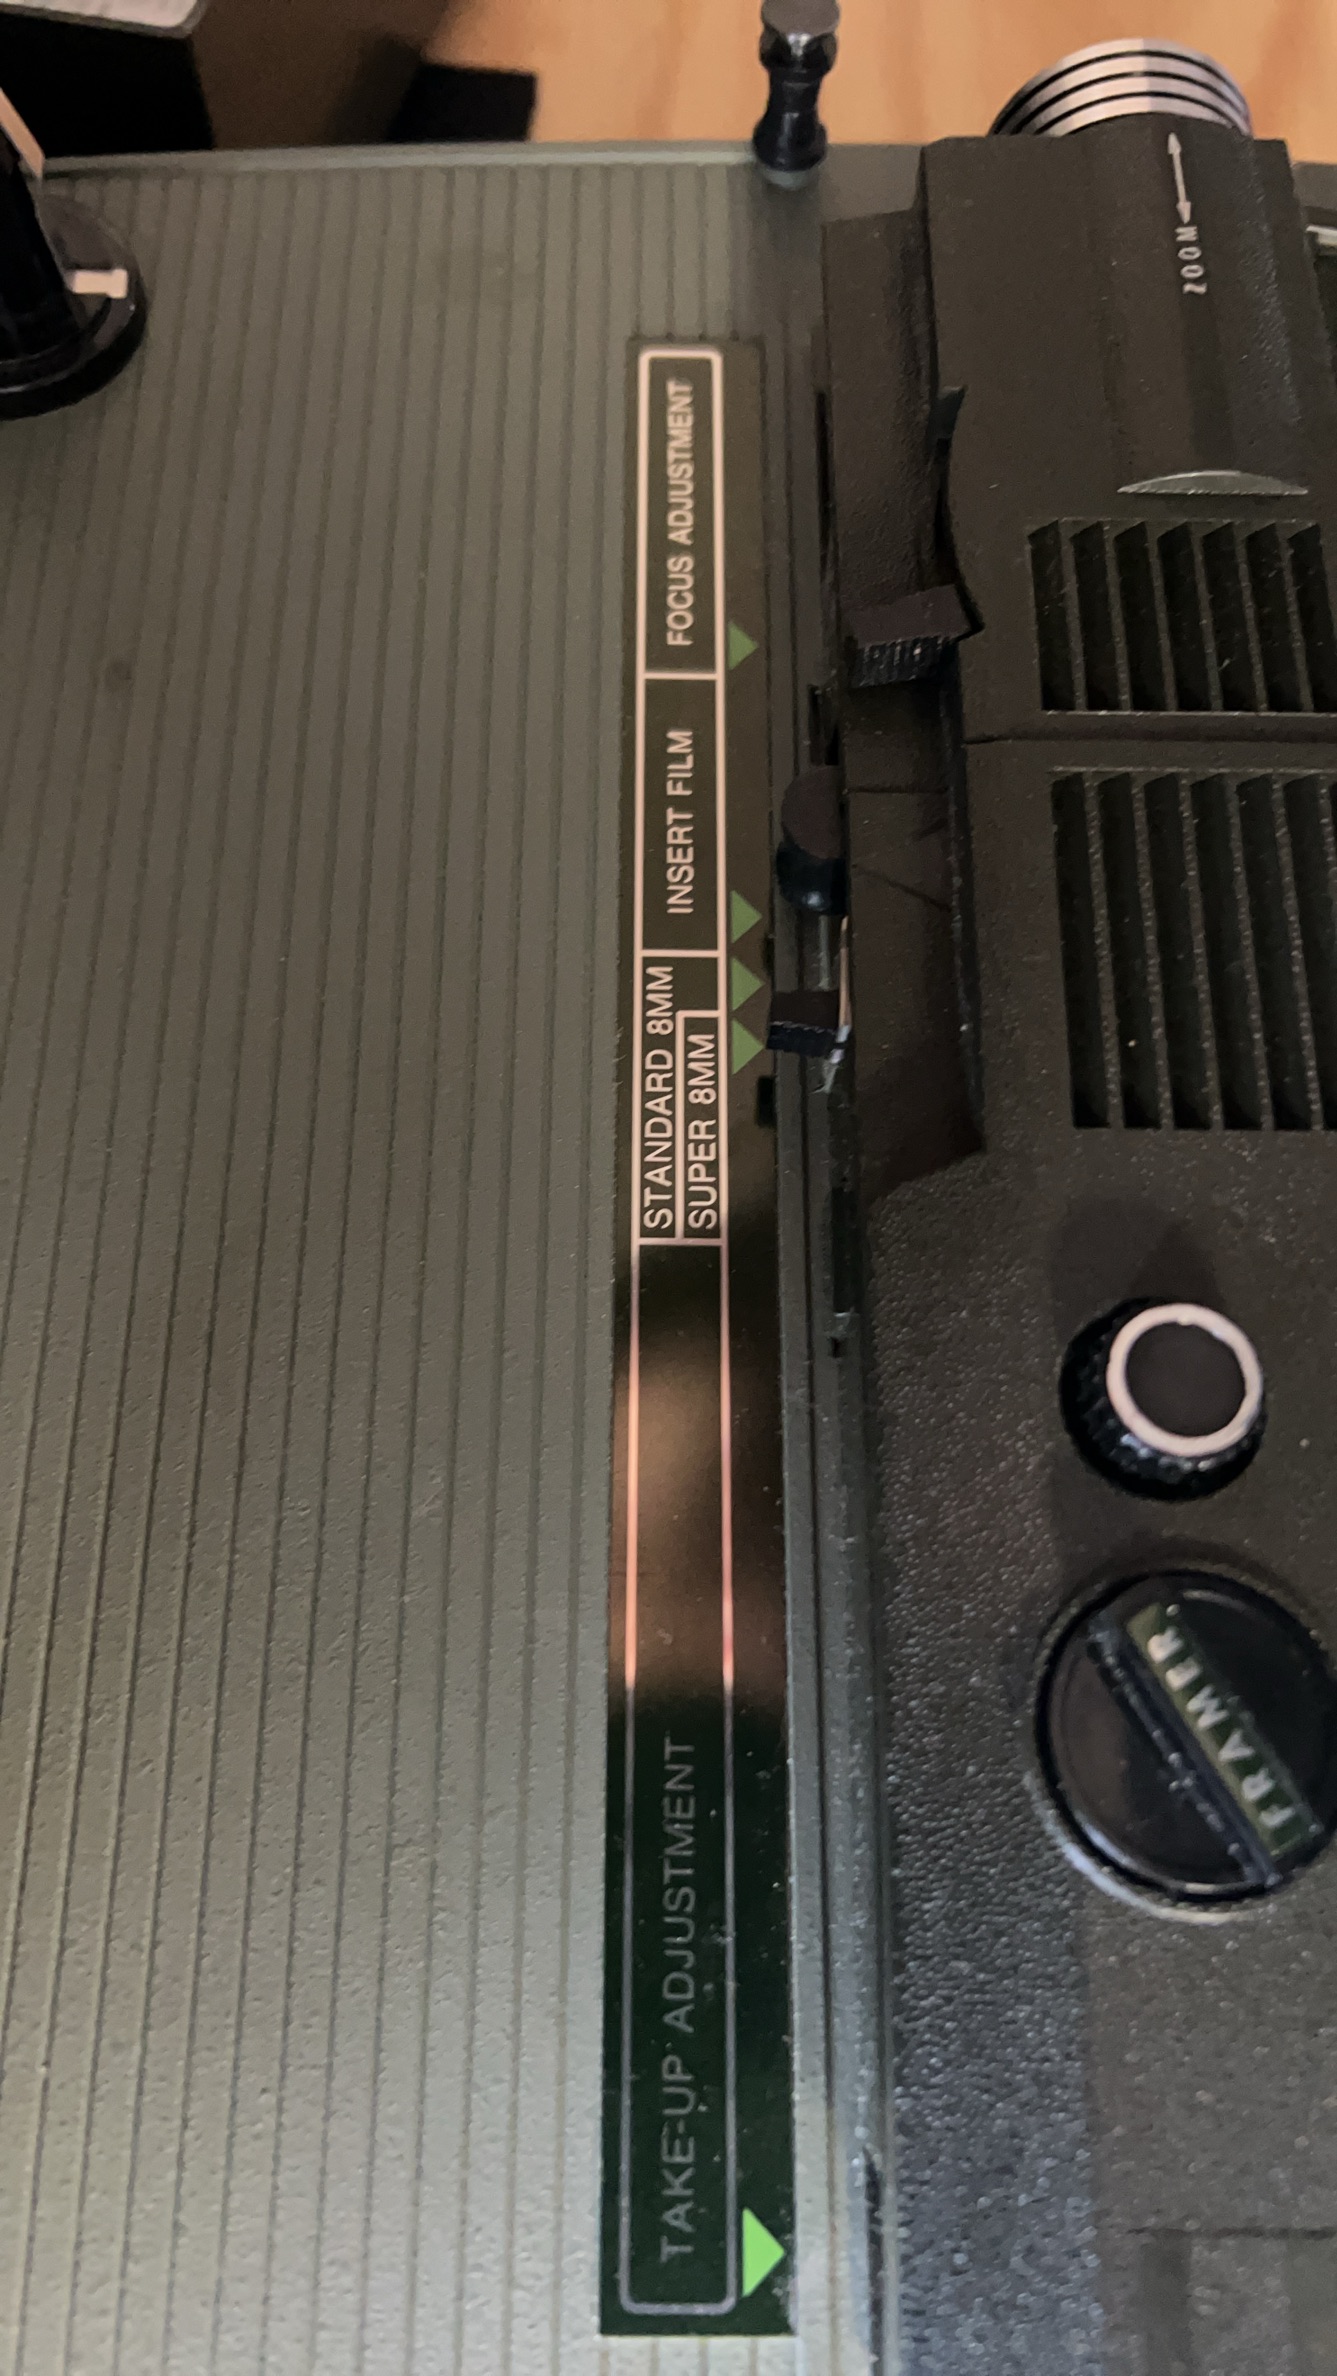 ZOOM
FOCUS ADJUSTMENT
INSERT FILM
STANDARD 8MM
SUPER 8MM
FRAMER
TAKE-UP ADJUSTMENT